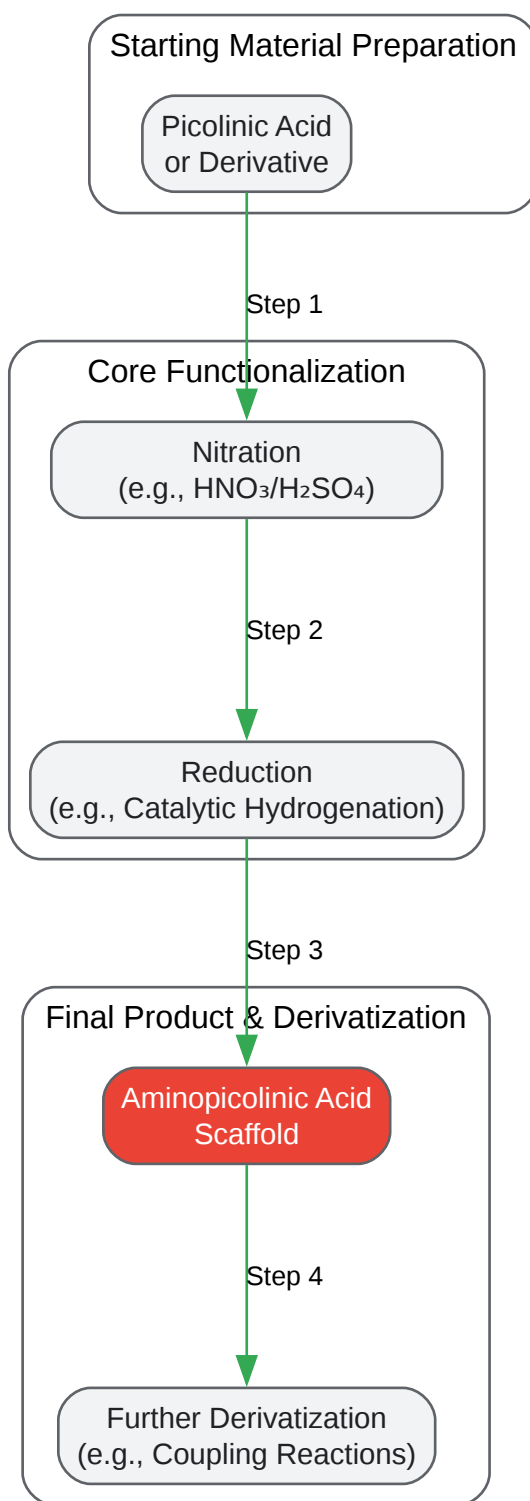 Starting Material Preparation
Picolinic Acid
or Derivative
Step 1
Core Functionalization
Nitration
(e.g., HNO₃/H₂SO₄)
Step 2
Reduction
(e.g., Catalytic Hydrogenation)
Step 3
Final Product & Derivatization
Aminopicolinic Acid
Scaffold
Step 4
Further Derivatization
(e.g., Coupling Reactions)